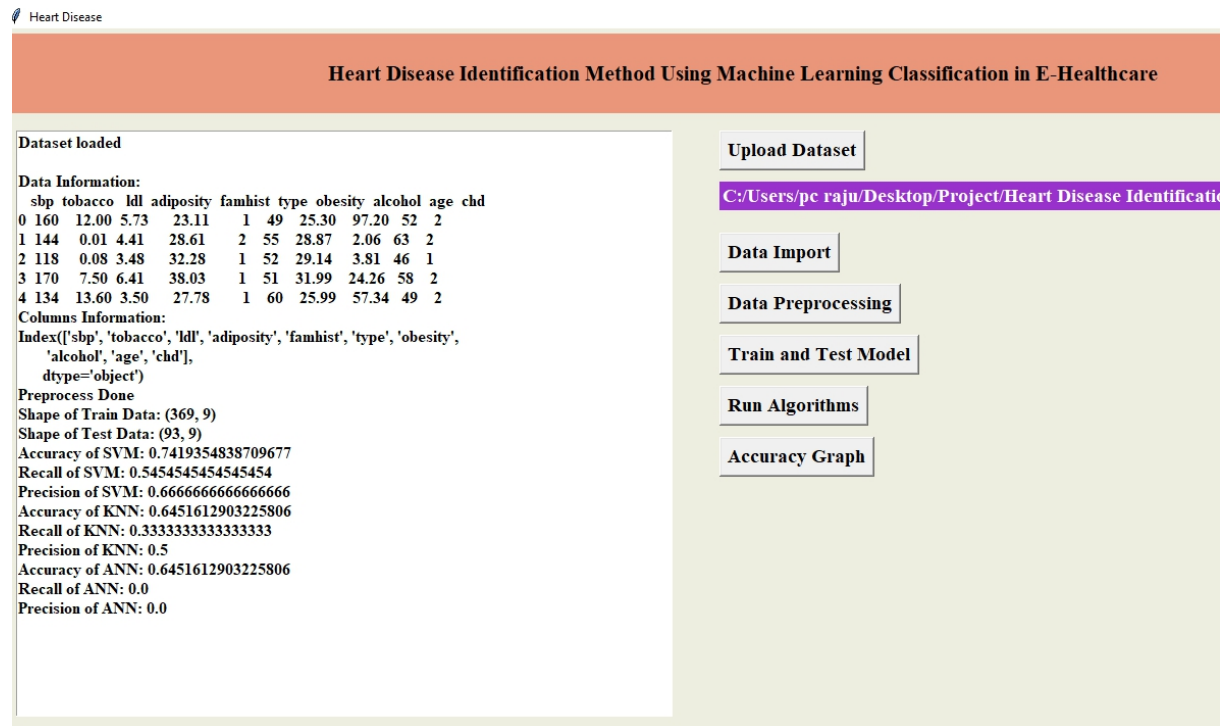 Heart Disease
Heart Disease Identification Method Using Machine Learning Classification in E-Healthcare
Dataset loaded
Data Information:
sbp tobacco ldl adiposity famhist type obesity alcohol age chd
0 160 12.00 5.73 23.11 1 49 25.30 97.20 52 2
1 144 0.01 4.41 28.61 2 55 28.87 2.06 63 2
2 118 0.08 3.48 32.28 1 52 29.14 3.81 46 1
3 170 7.50 6.41 38.03 1 51 31.99 24.26 58 2
4 134 13.60 3.50 27.78 1 60 25.99 57.34 49 2
Columns Information:
Index(['sbp', 'tobacco', 'ldl', 'adiposity', 'famhist', 'type', 'obesity',
'alcohol', 'age', 'chd'],
dtype='object')
Preprocess Done
Shape of Train Data: (369, 9)
Shape of Test Data: (93, 9)
Accuracy of SVM: 0.7419354838709677
Recall of SVM: 0.5454545454545454
Precision of SVM: 0.6666666666666666
Accuracy of KNN: 0.6451612903225806
Recall of KNN: 0.3333333333333333
Precision of KNN: 0.5
Accuracy of ANN: 0.6451612903225806
Recall of ANN: 0.0
Precision of ANN: 0.0
Upload Dataset
C:/Users/pc raju/Desktop/Project/Heart Disease Identificatio
Data Import
Data Preprocessing
Train and Test Model
Run Algorithms
Accuracy Graph